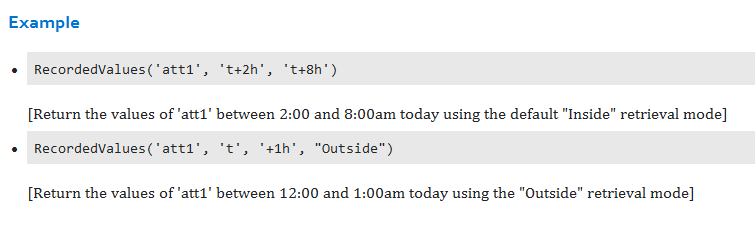 Example
• RecordedValues('att1', 't+2h', 't+8h')
[Return the values of 'att1' between 2:00 and 8:00am today using the default "Inside" retrieval mode]
• RecordedValues('att1', 't', '+1h', "Outside")
[Return the values of 'att1' between 12:00 and 1:00am today using the "Outside" retrieval mode]